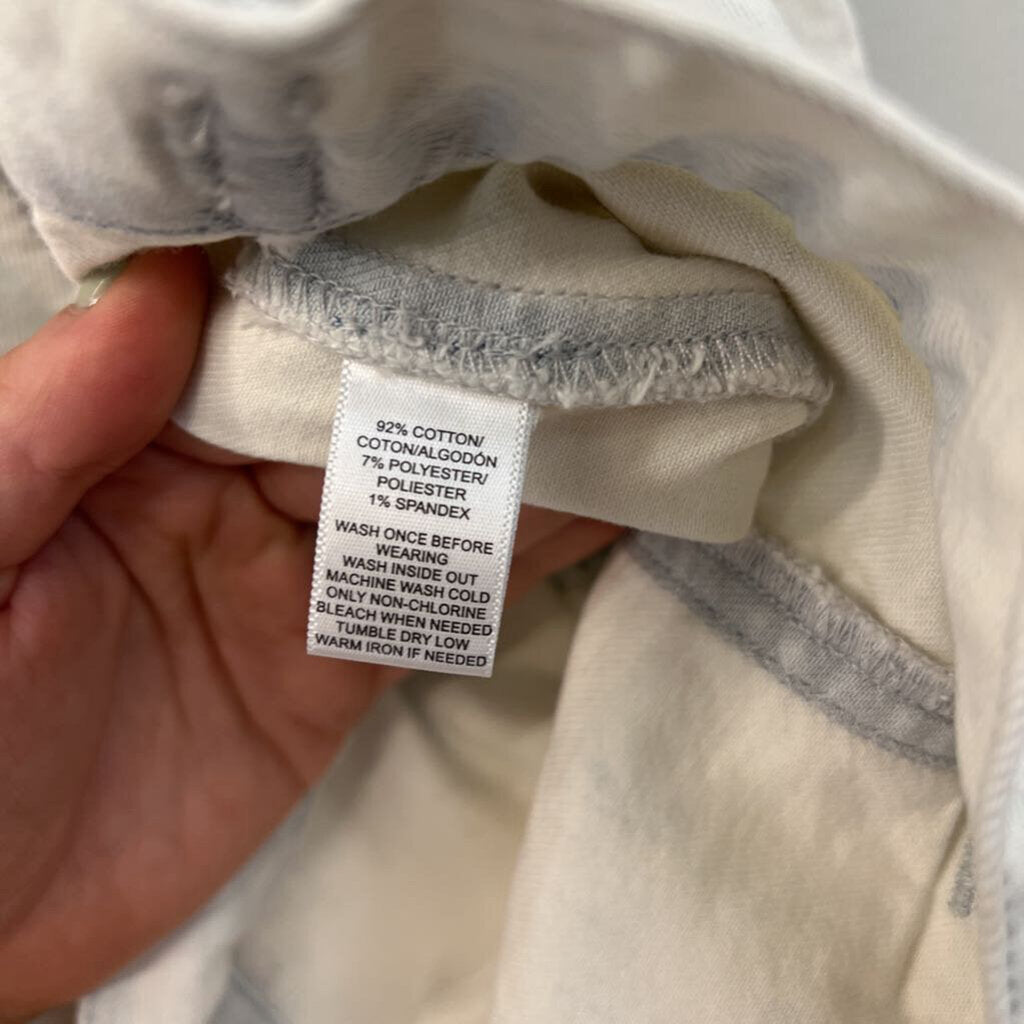 92% COTTON/
COTON/ALGODÓN
7% POLYESTER/
POLIESTER
1% SPANDEX
WASH ONCE BEFORE
WEARING
WASH INSIDE OUT
MACHINE WASH COLD
ONLY NON-CHLORINE
BLEACH WHEN NEEDED
TUMBLE DRY LOW
WARM IRON IF NEEDED